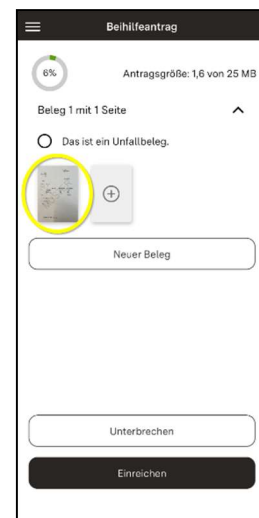 Beihilfeantrag
6%
Antragsgröße: 1,6 von 25 MB
Beleg 1 mit 1 Seite
Das ist ein Unfallbeleg.
Neuer Beleg
Unterbrechen
Einreichen